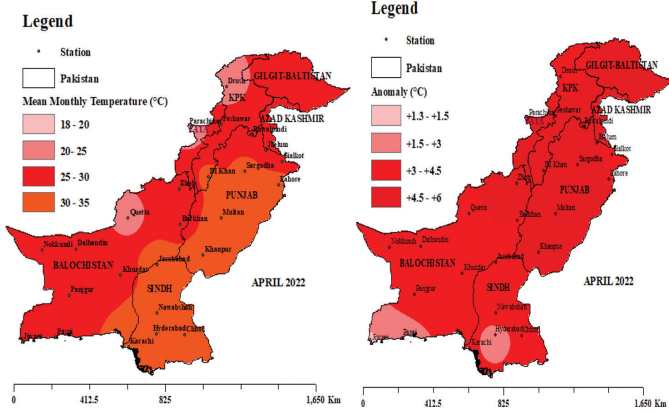 Legend
Station
Pakistan
Mean Monthly Temperature (°C)
18 - 20
20 - 25
25 - 30
30 - 35
GILGIT-BALTISTAN
Drosh
KPK
AZAD KASHMIR
Parachinar
Peshawar
FATA
Rawalpindi
Jhelum
Sialkot
Sargodha
DI Khan
Lahore
Zhob
PUNJAB
Quetta
Multan
Barkhan
Nokkundi
Dalbandin
Khanpur
Jacobabad
BALOCHISTAN
Khuzdar
APRIL 2022
SINDH
Panjgur
Nawabshah
Jiwani
Pasni
Hyderabad
Chhor
Karachi
0 412.5 825 1,650 Km
Legend
Station
Pakistan
Anomaly (°C)
+1.3 - +1.5
+1.5 - +3
+3 - +4.5
+4.5 - +6
GILGIT-BALTISTAN
Drosh
KPK
AZAD KASHMIR
Parachinar
Peshawar
Sialkot
Sargodha
DI Khan
Lahore
Zhob
PUNJAB
Quetta
Multan
Barkhan
Nokkundi
Dalbandin
Khanpur
Jacobabad
BALOCHISTAN
Khuzdar
APRIL 2022
SINDH
Panjgur
Nawabshah
Jiwani
Pasni
Hyderabad
Chhor
Karachi
0 412.5 825 1,650 Km